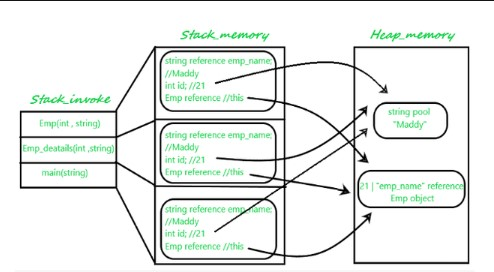 Stack_memory
Heap_memory
Stack_invoke
Emp(int , string)
Emp_deatails(int ,string)
main(string)
string reference emp_name;
//Maddy
int id; //21
Emp reference //this
string reference emp_name;
//Maddy
int id; //21
Emp reference //this
string reference emp_name;
//Maddy
int id; //21
Emp reference //this
string pool
"Maddy"
21 | "emp_name" reference
Emp object